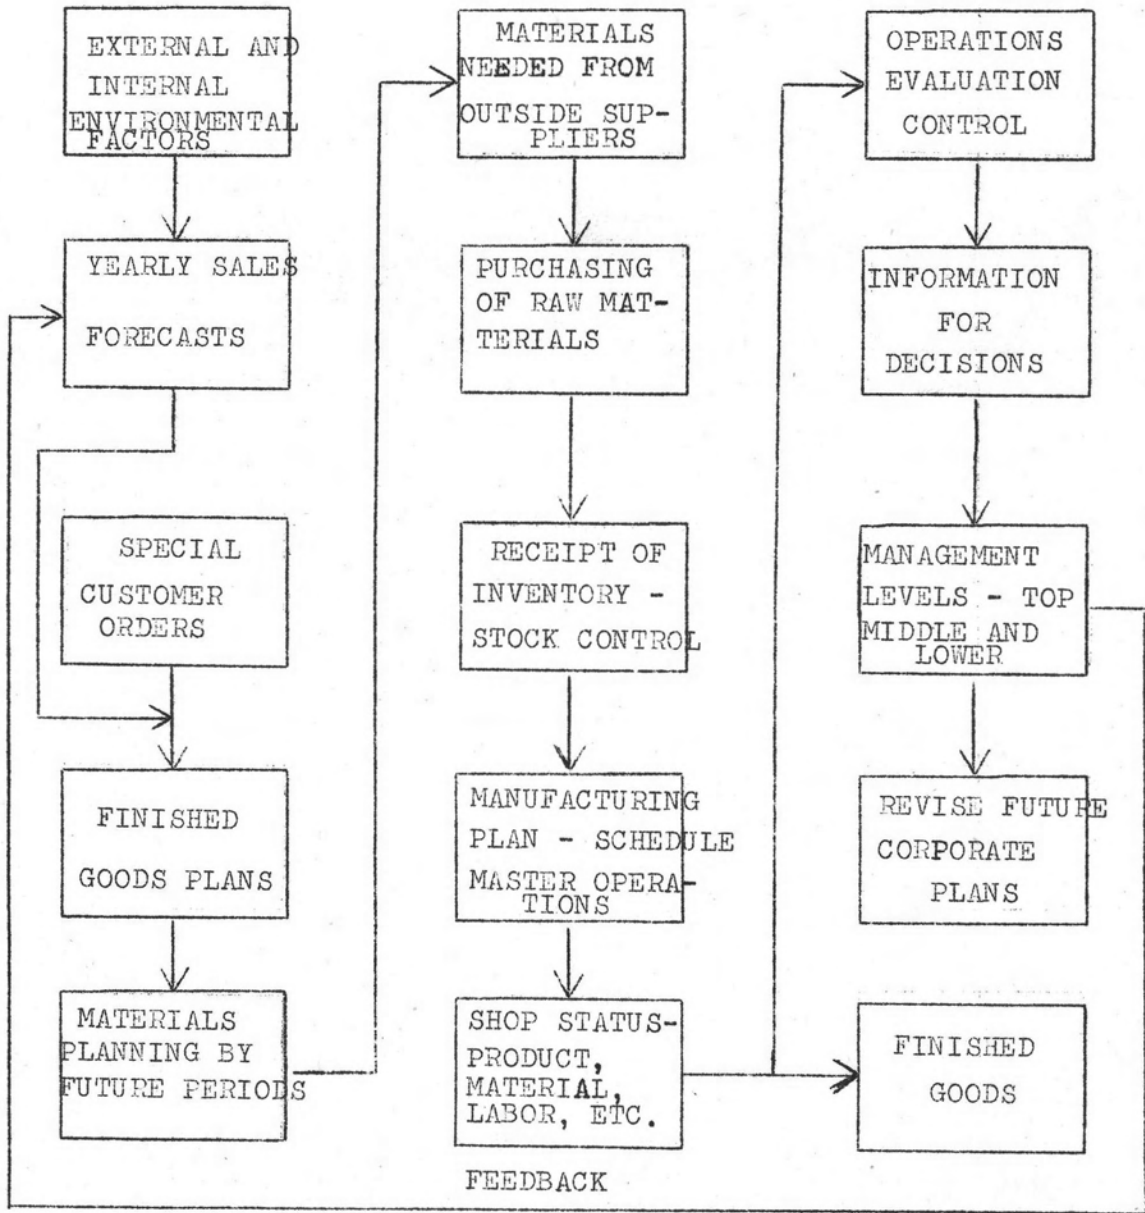 EXTERNAL AND
INTERNAL
ENVIRONMENTAL
FACTORS
YEARLY SALES
FORECASTS
SPECIAL
CUSTOMER
ORDERS
FINISHED
GOODS PLANS
MATERIALS
PLANNING BY
FUTURE PERIODS
MATERIALS
NEEDED FROM
OUTSIDE SUP-
PLIERS
PURCHASING
OF RAW MAT-
TERIALS
RECEIPT OF
INVENTORY -
STOCK CONTROL
MANUFACTURING
PLAN - SCHEDULE
MASTER OPERA-
TIONS
SHOP STATUS-
PRODUCT,
MATERIAL,
LABOR, ETC.
OPERATIONS
EVALUATION
CONTROL
INFORMATION
FOR
DECISIONS
MANAGEMENT
LEVELS - TOP
MIDDLE AND
LOWER
REVISE FUTURE
CORPORATE
PLANS
FINISHED
GOODS
FEEDBACK